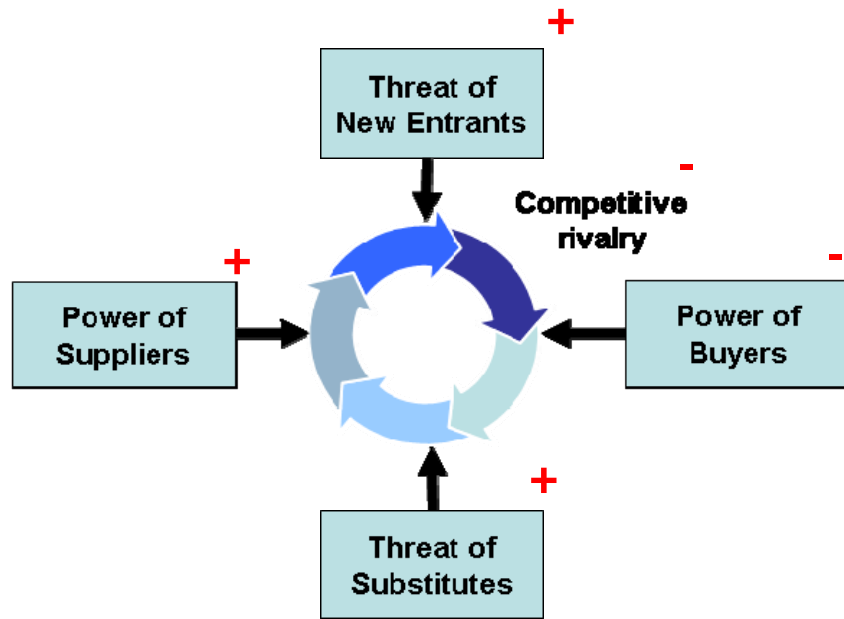 +
Threat of
New Entrants
-
Competitive
rivalry
+
Power of
Suppliers
-
Power of
Buyers
+
Threat of
Substitutes